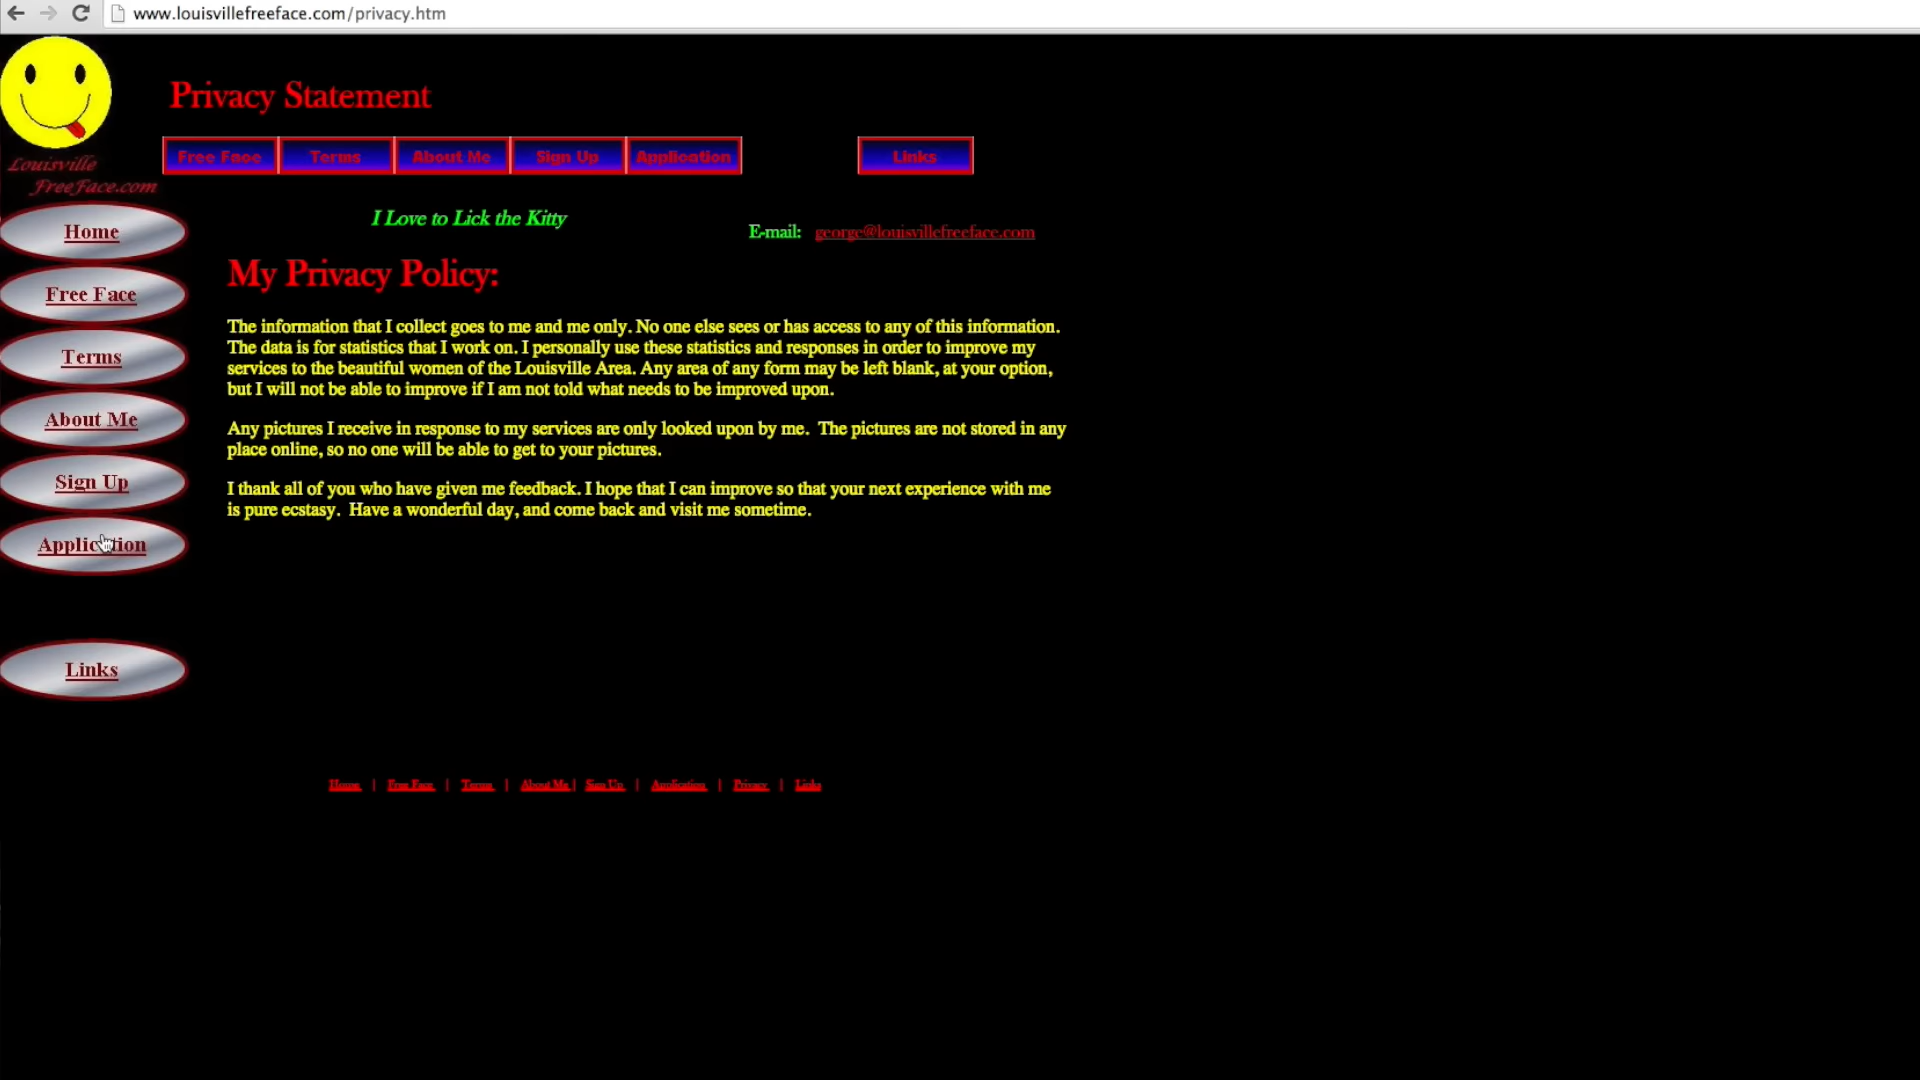 www.louisvillefreeface.com/privacy.htm
Privacy Statement
Louisville
FreeFace.com
Free Face
Terms
About Me
Sign Up
Application
Links
Home
Free Face
Terms
About Me
Sign Up
Application
Links
I Love to Lick the Kitty
E-mail: george@louisvillefreeface.com
My Privacy Policy:
The information that I collect goes to me and me only. No one else sees or has access to any of this information.
The data is for statistics that I work on. I personally use these statistics and responses in order to improve my
services to the beautiful women of the Louisville Area. Any area of any form may be left blank, at your option,
but I will not be able to improve if I am not told what needs to be improved upon.
Any pictures I receive in response to my services are only looked upon by me. The pictures are not stored in any
place online, so no one will be able to get to your pictures.
I thank all of you who have given me feedback. I hope that I can improve so that your next experience with me
is pure ecstasy. Have a wonderful day, and come back and visit me sometime.
Home | Free Face | Terms | About Me | Sign Up | Application | Privacy | Links